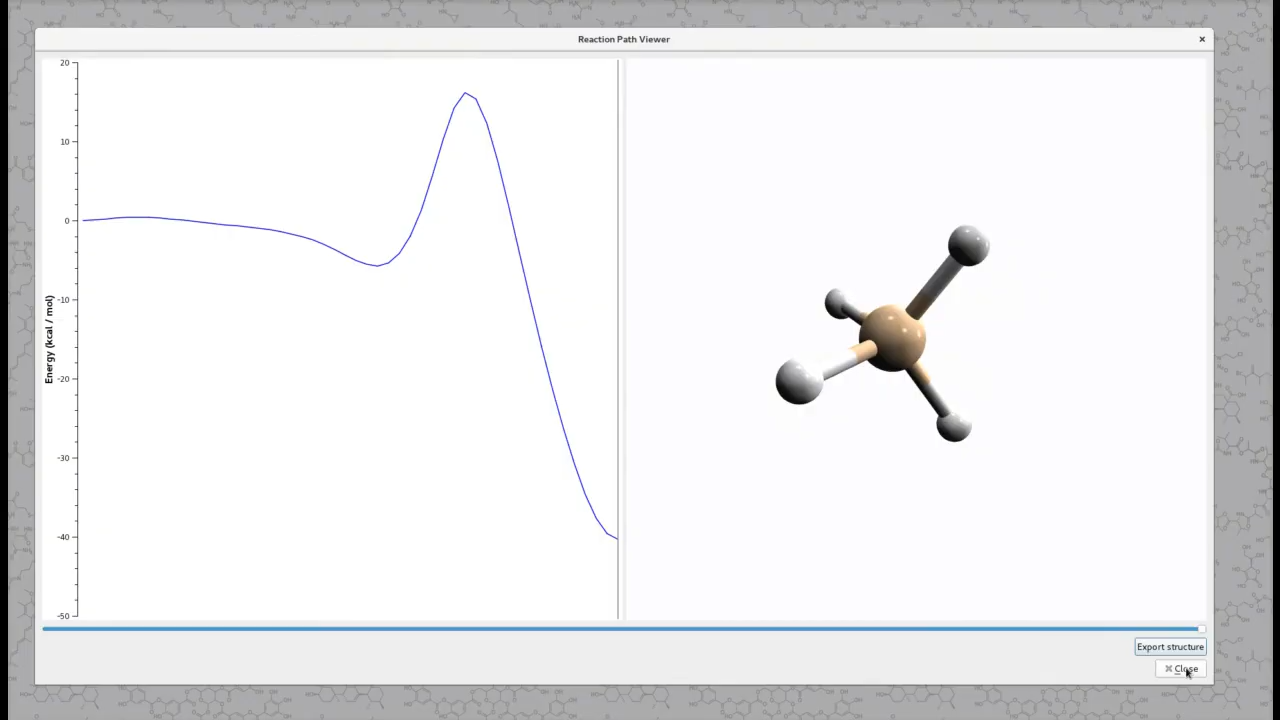 Reaction Path Viewer
×
20
10
0
-10
-20
-30
-40
-50
Energy (kcal / mol)
Export structure
Close